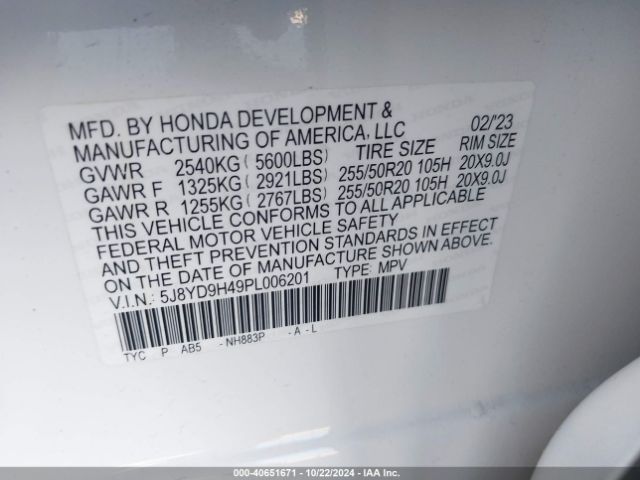 MFD. BY HONDA DEVELOPMENT &
MANUFACTURING OF AMERICA, LLC 02/'23
GVWR 2540KG ( 5600LBS) TIRE SIZE RIM SIZE
GAWR F 1325KG ( 2921LBS) 255/50R20 105H 20X9.0J
GAWR R 1255KG ( 2767LBS) 255/50R20 105H 20X9.0J
THIS VEHICLE CONFORMS TO ALL APPLICABLE
FEDERAL MOTOR VEHICLE SAFETY
AND THEFT PREVENTION STANDARDS IN EFFECT
ON THE DATE OF MANUFACTURE SHOWN ABOVE.
V.I.N.: 5J8YD9H49PL006201 TYPE: MPV
TYC P AB5 -NH883P -A-L
000-40651671 - 10/22/2024 - IAA Inc.